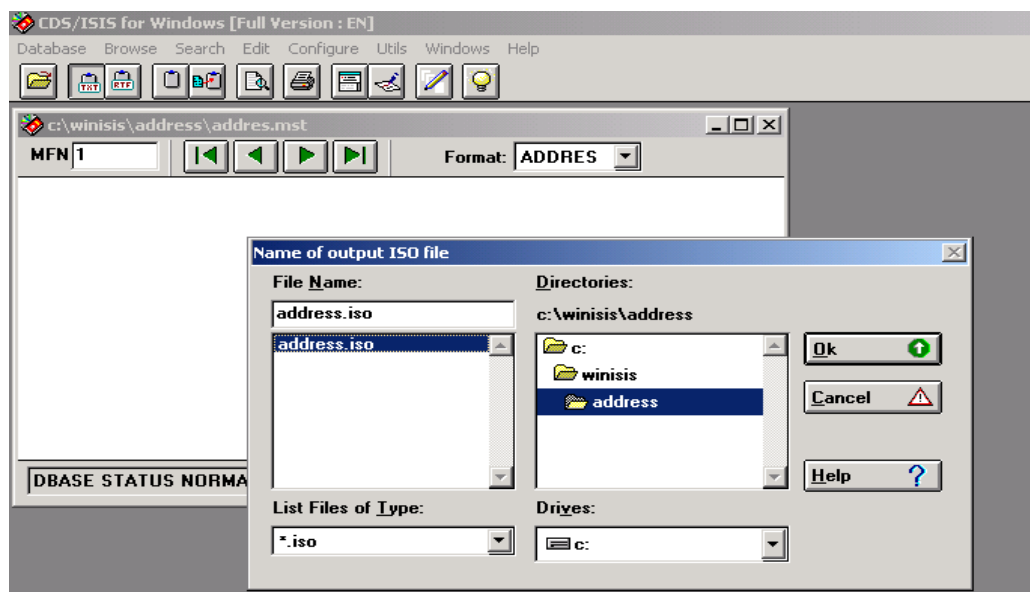 CDS/ISIS for Windows [Full Version : EN]
Database Browse Search Edit Configure Utils Windows Help
TXT RTF
c:\winisis\address\addres.mst
MFN 1 Format: ADDRES
Name of output ISO file
File Name: Directories:
address.iso c:\winisis\address
address.iso c: Ok
winisis
address Cancel
DBASE STATUS NORMA Help
List Files of Type: Drives:
*.iso c: